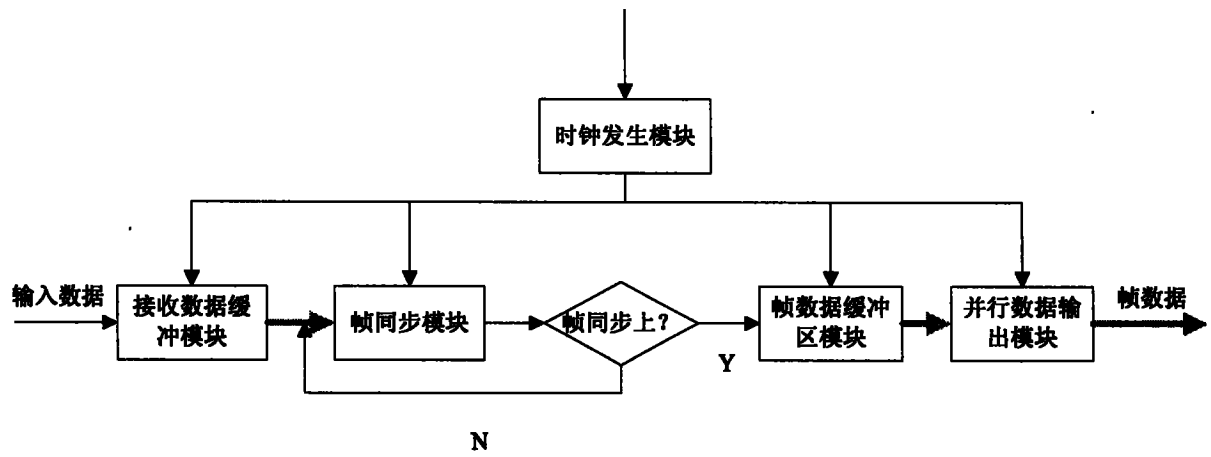 时钟发生模块
输入数据
接收数据缓
冲模块
帧同步模块
帧同步上？
Y
N
帧数据缓冲
区模块
并行数据输
出模块
帧数据